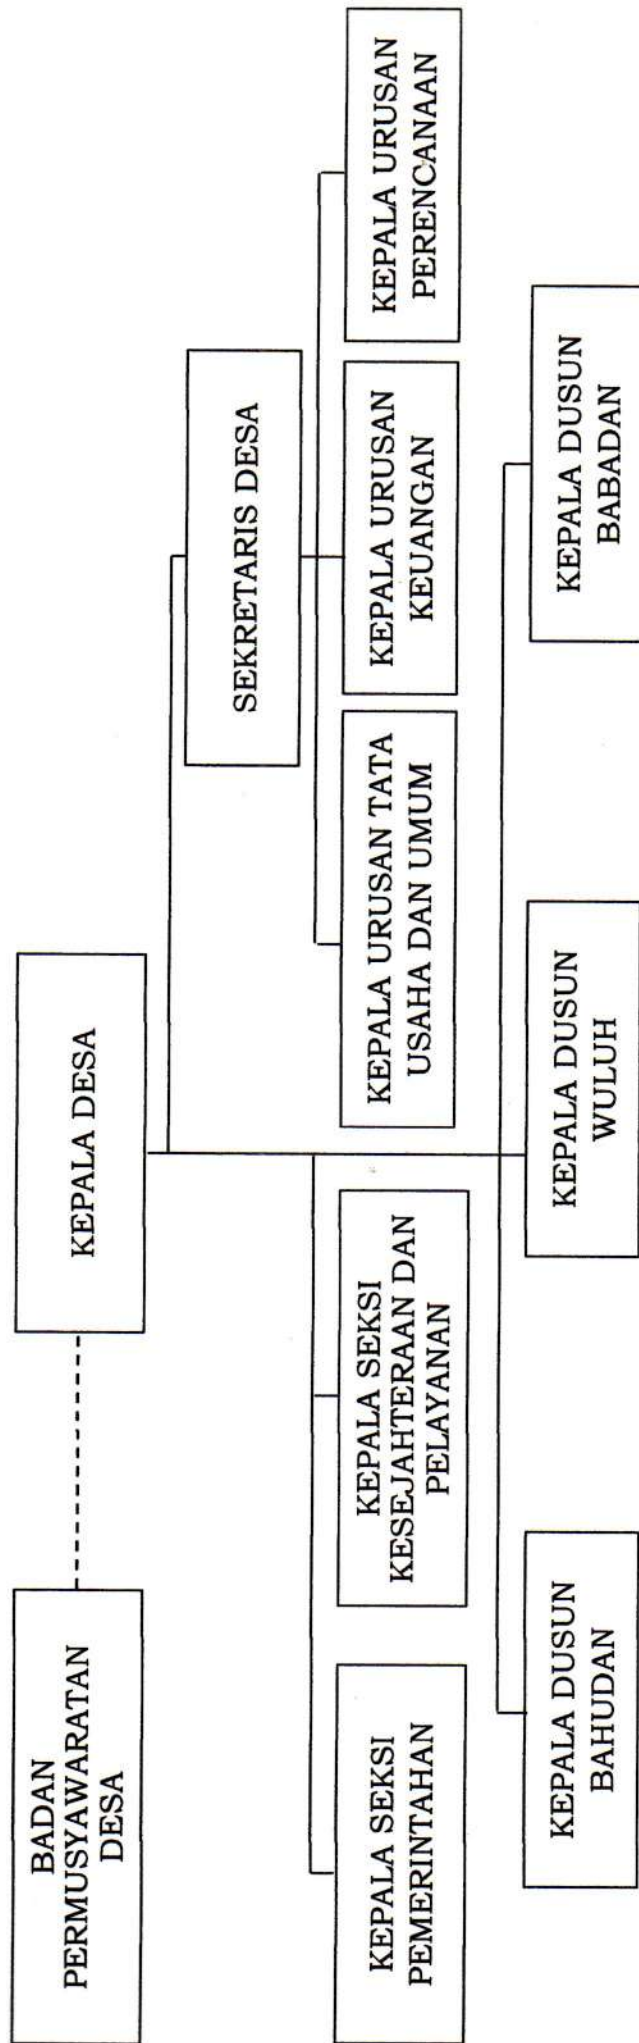 BADAN
PERMUSYAWARATAN
DESA
KEPALA DESA
SEKRETARIS DESA
KEPALA SEKSI
PEMERINTAHAN
KEPALA SEKSI
KESEJAHTERAAN DAN
PELAYANAN
KEPALA URUSAN TATA
USAHA DAN UMUM
KEPALA URUSAN
KEUANGAN
KEPALA URUSAN
PERENCANAAN
KEPALA DUSUN
BAHUDAN
KEPALA DUSUN
WULUH
KEPALA DUSUN
BABADAN